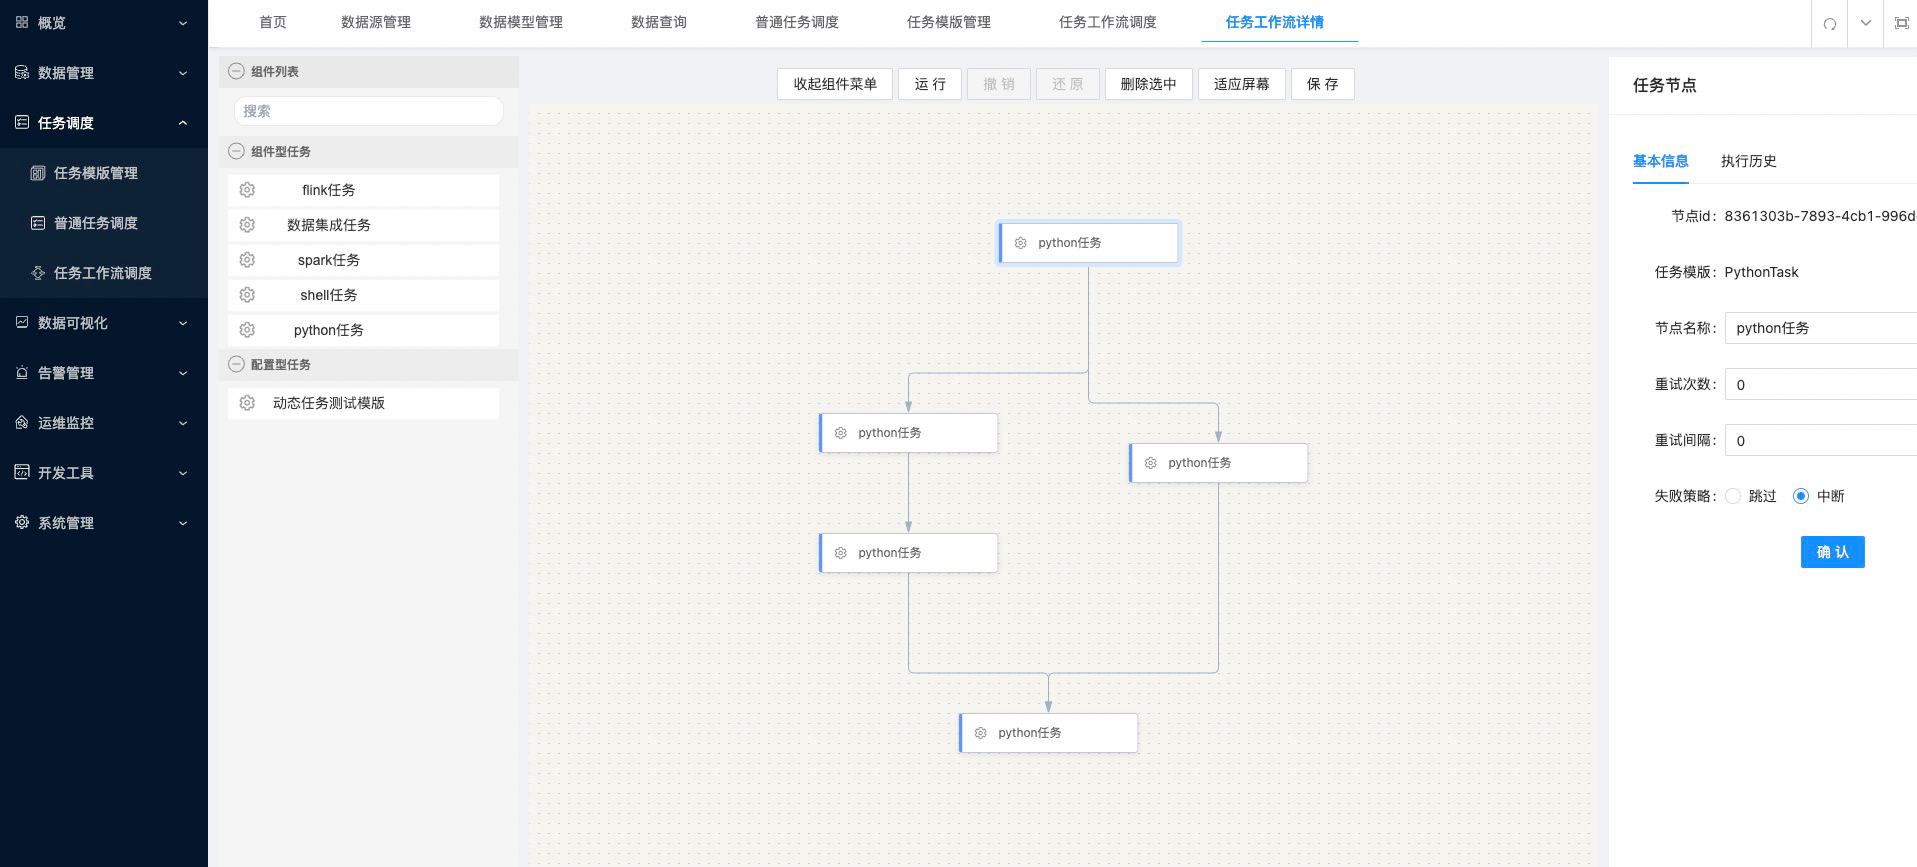 概览
数据管理
任务调度
任务模版管理
普通任务调度
任务工作流调度
数据可视化
告警管理
运维监控
开发工具
系统管理
首页 数据源管理 数据模型管理 数据查询 普通任务调度 任务模版管理 任务工作流调度 任务工作流详情
组件列表
搜索
组件型任务
flink任务
数据集成任务
spark任务
shell任务
python任务
配置型任务
动态任务测试模版
收起组件菜单 运 行 撤 销 还 原 删除选中 适应屏幕 保 存
python任务
python任务
python任务
python任务
python任务
任务节点
基本信息 执行历史
节点id: 8361303b-7893-4cb1-996d
任务模版: PythonTask
节点名称: python任务
重试次数: 0
重试间隔: 0
失败策略: 跳过 中断
确 认